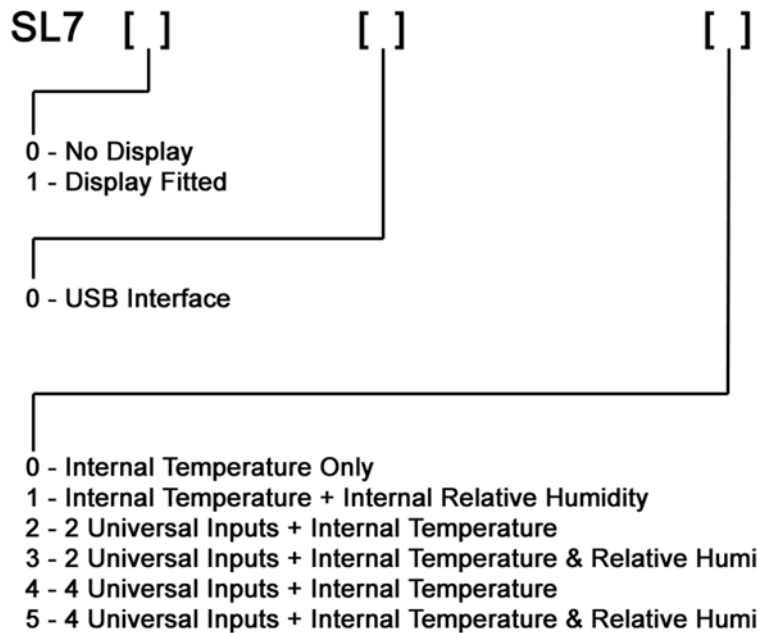 SL7 [ ] [ ] [ ]
0 - No Display
1 - Display Fitted
0 - USB Interface
0 - Internal Temperature Only
1 - Internal Temperature + Internal Relative Humidity
2 - 2 Universal Inputs + Internal Temperature
3 - 2 Universal Inputs + Internal Temperature & Relative Humi
4 - 4 Universal Inputs + Internal Temperature
5 - 4 Universal Inputs + Internal Temperature & Relative Humi